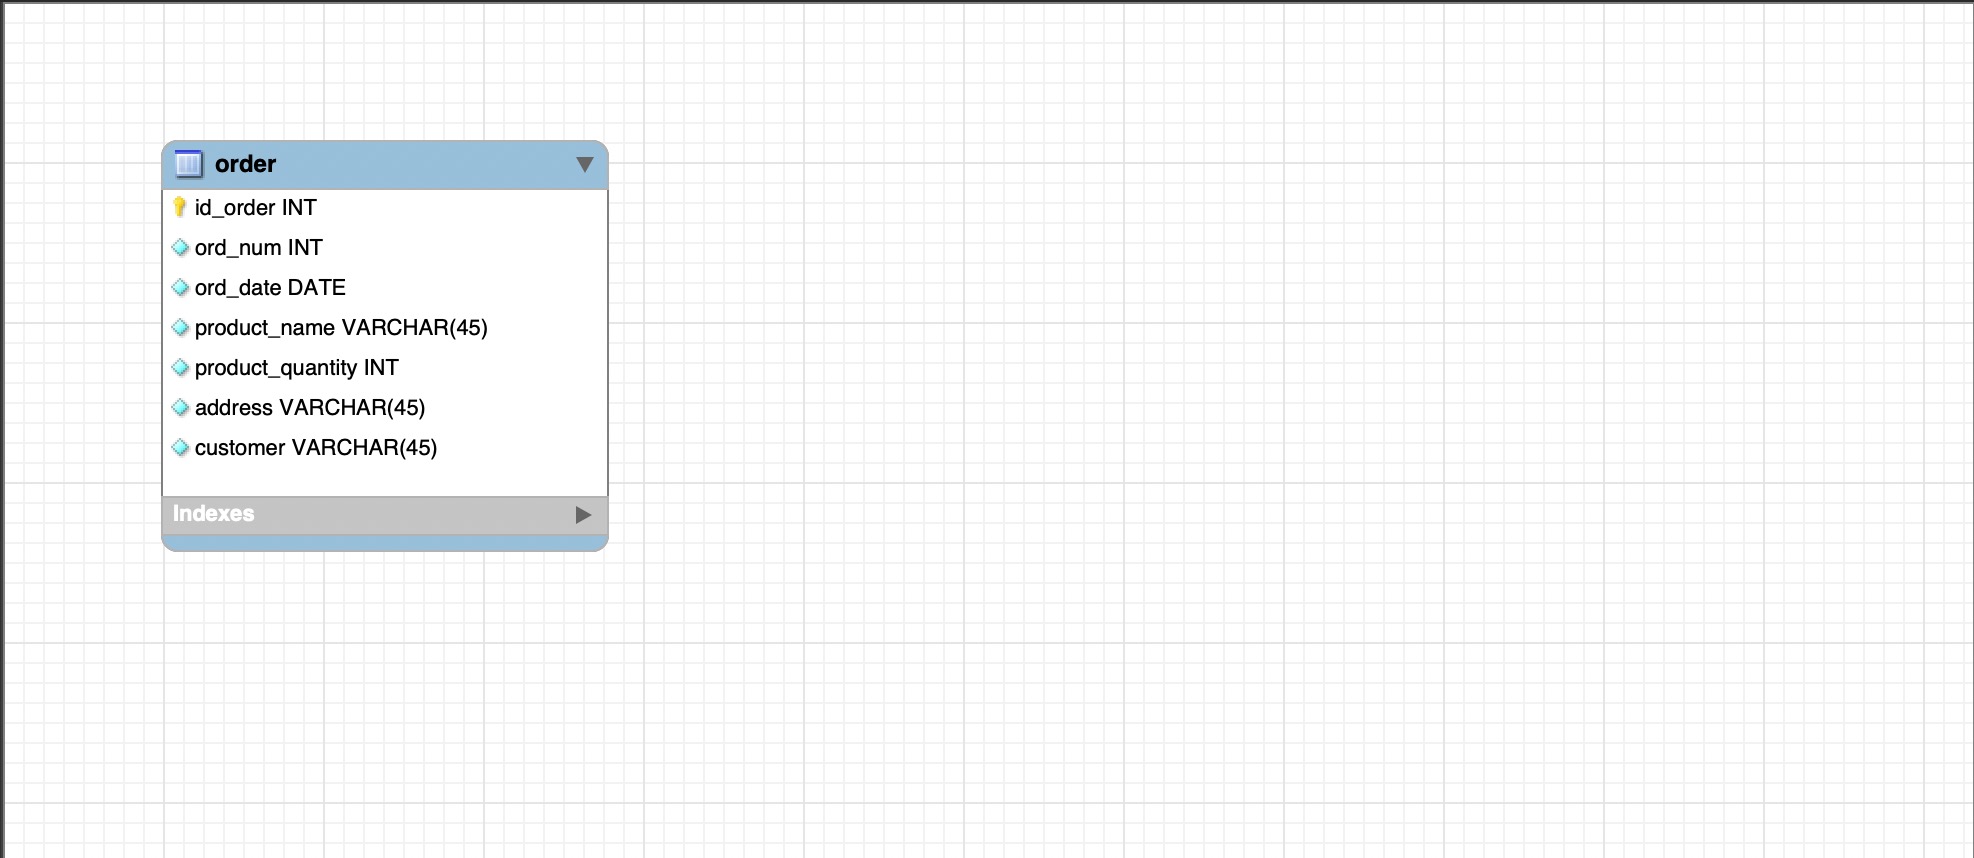 order
id_order INT
ord_num INT
ord_date DATE
product_name VARCHAR(45)
product_quantity INT
address VARCHAR(45)
customer VARCHAR(45)
Indexes